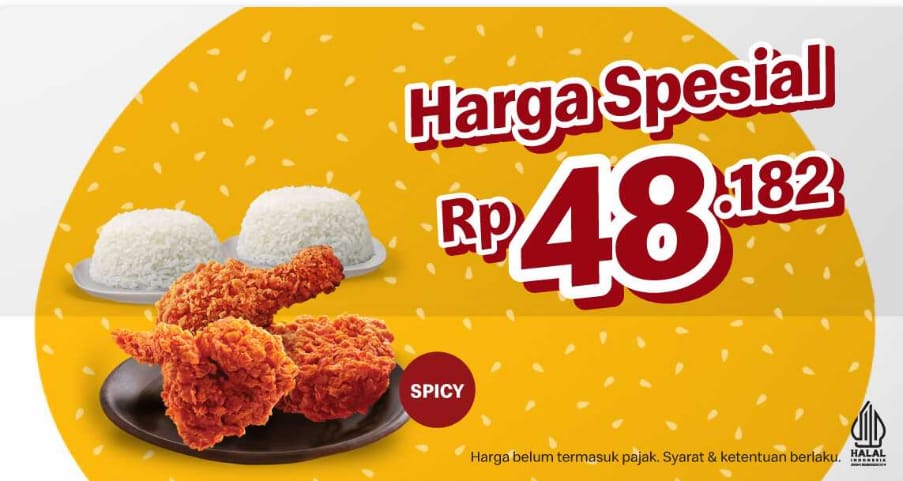 Harga Spesial
Rp 48.182
SPICY
Harga belum termasuk pajak. Syarat & ketentuan berlaku.
HALAL
INDONESIA